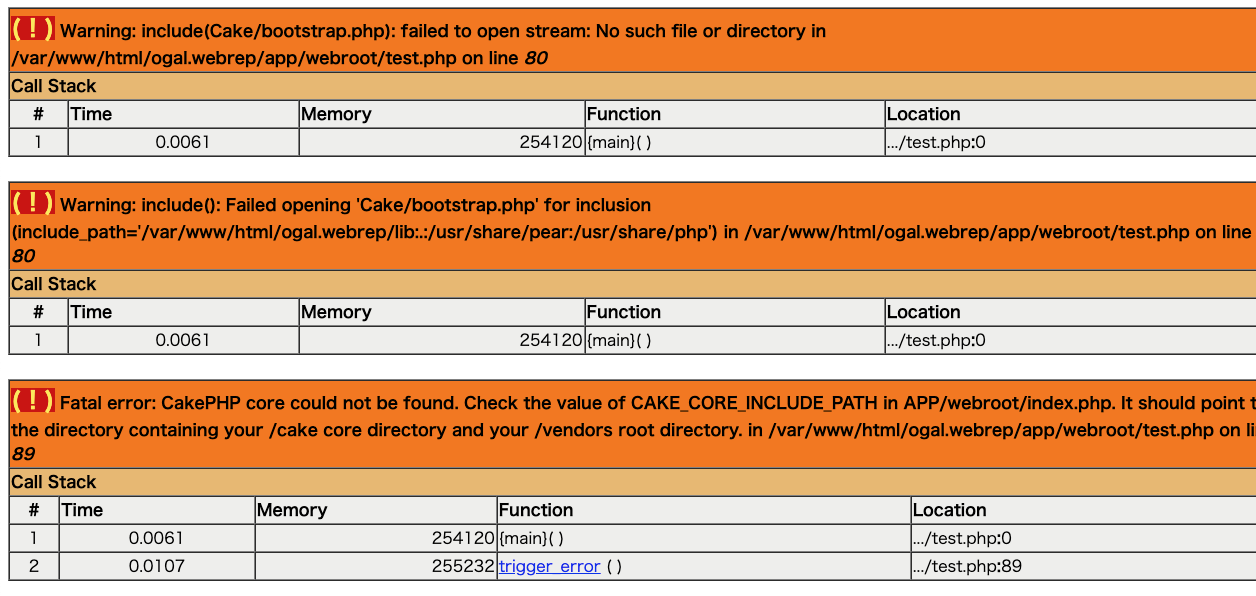 ( ! ) Warning: include(Cake/bootstrap.php): failed to open stream: No such file or directory in
/var/www/html/ogal.webrep/app/webroot/test.php on line 80
Call Stack
# Time Memory Function Location
1 0.0061 254120 {main}( ) .../test.php:0
( ! ) Warning: include(): Failed opening 'Cake/bootstrap.php' for inclusion
(include_path='/var/www/html/ogal.webrep/lib:.:/usr/share/pear:/usr/share/php') in /var/www/html/ogal.webrep/app/webroot/test.php on line
80
Call Stack
# Time Memory Function Location
1 0.0061 254120 {main}( ) .../test.php:0
( ! ) Fatal error: CakePHP core could not be found. Check the value of CAKE_CORE_INCLUDE_PATH in APP/webroot/index.php. It should point t
the directory containing your /cake core directory and your /vendors root directory. in /var/www/html/ogal.webrep/app/webroot/test.php on li
89
Call Stack
# Time Memory Function Location
1 0.0061 254120 {main}( ) .../test.php:0
2 0.0107 255232 trigger_error ( ) .../test.php:89